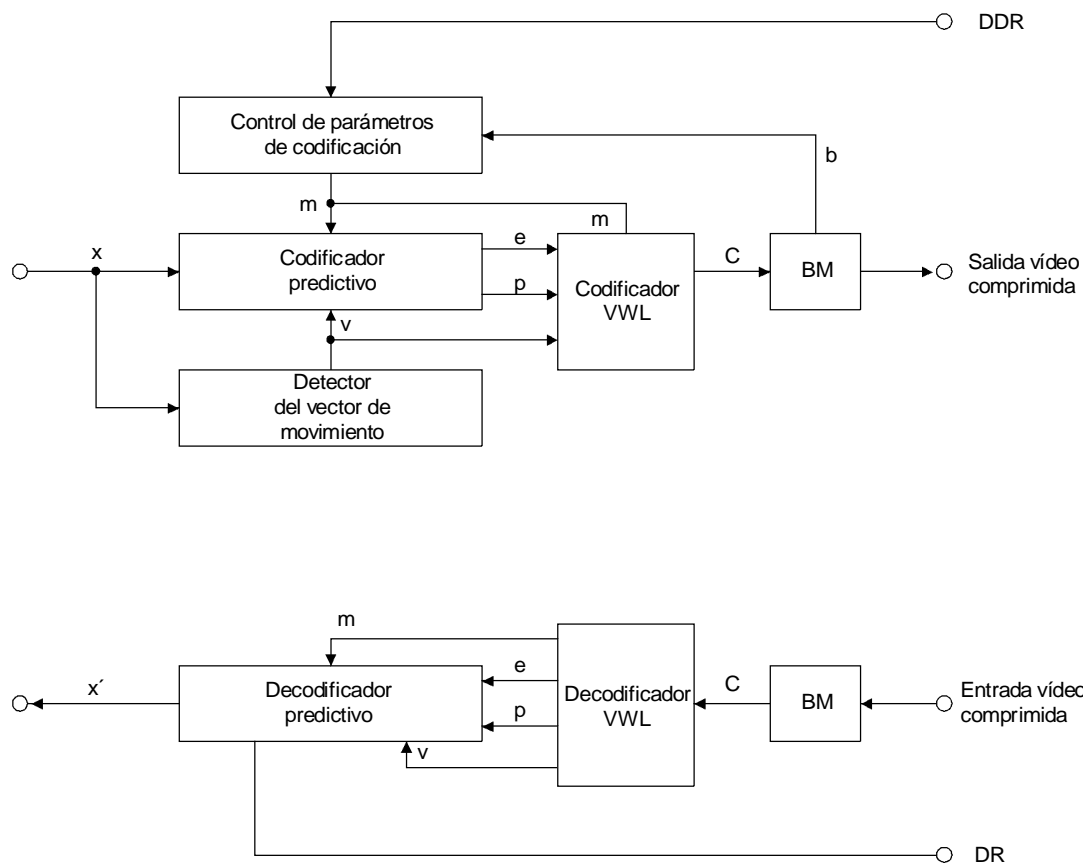 DDR
Control de parámetros
de codificación
b
m
m
x
Codificador
predictivo
e
p
Codificador
VWL
C
BM
Salida vídeo
comprimida
v
Detector
del vector de
movimiento
m
x´
Decodificador
predictivo
e
p
v
Decodificador
VWL
C
BM
Entrada vídeo
comprimida
DR